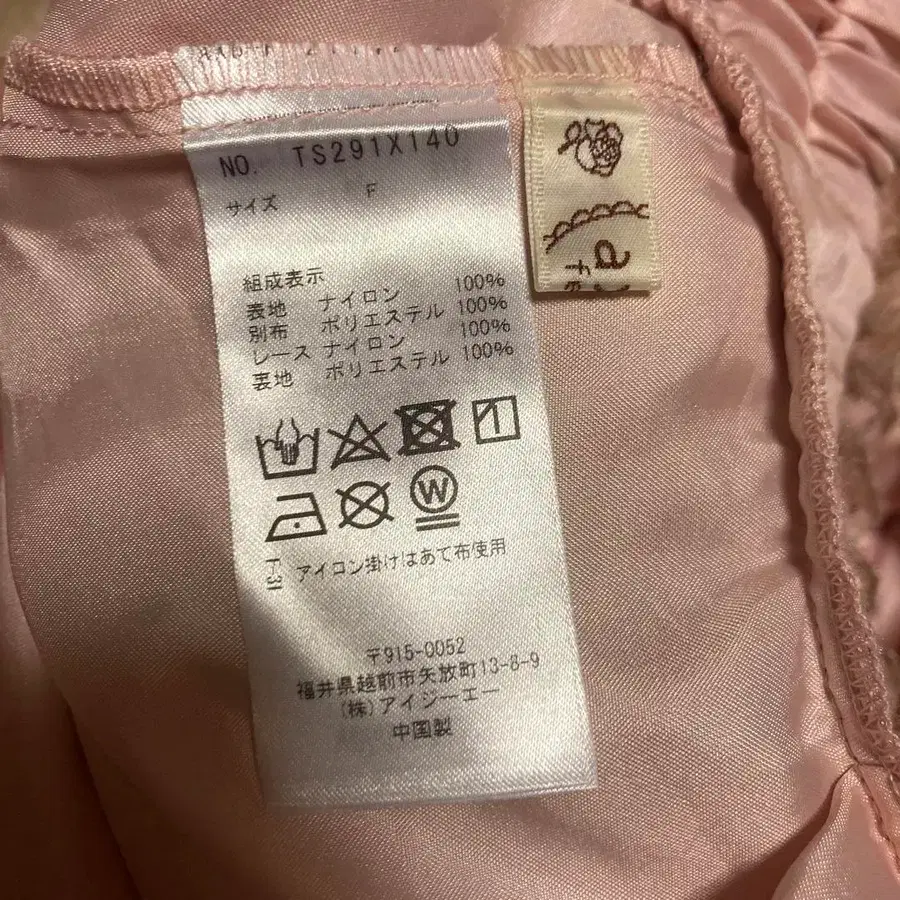 NO. TS291X140
サイズ F
組成表示
表地 ナイロン 100%
別布 ポリエステル 100%
レース ナイロン 100%
裏地 ポリエステル 100%
W
T-31 アイロン掛けはあて布使用
〒915-0052
福井県越前市矢放町13-8-9
(株)アイジーエー
中国製